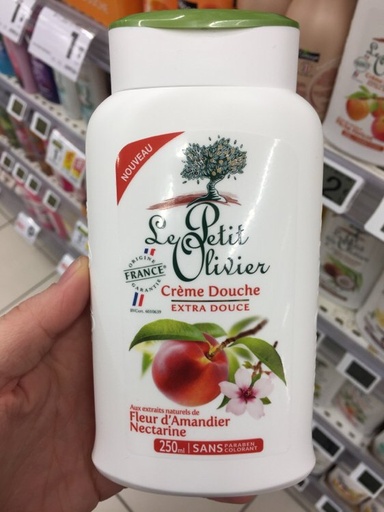 NOUVEAU
Le Petit
Olivier
ORIGINE
FRANCE
GARANTIE
Crème Douche
EXTRA DOUCE
Aux extraits naturels de
Fleur d'Amandier
Nectarine
250ml SANS PARABEN
COLORANT